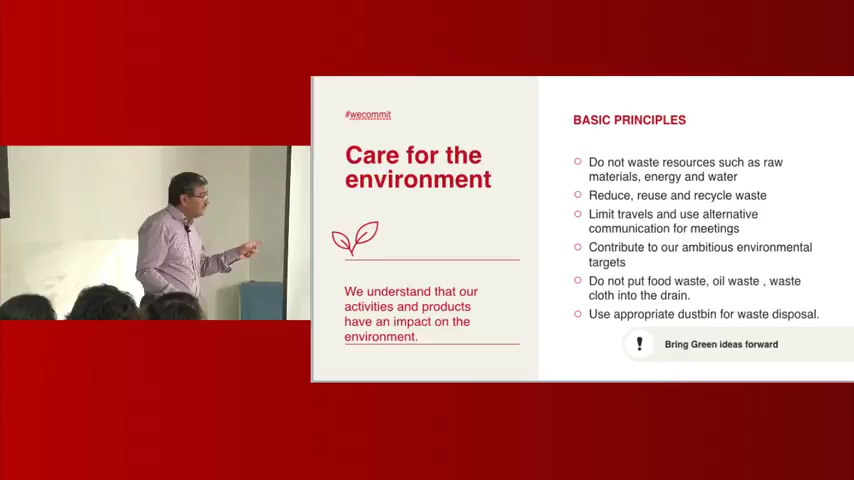 #wecommit
Care for the
environment
We understand that our
activities and products
have an impact on the
environment.
BASIC PRINCIPLES
Do not waste resources such as raw
materials, energy and water
Reduce, reuse and recycle waste
Limit travels and use alternative
communication for meetings
Contribute to our ambitious environmental
targets
Do not put food waste, oil waste , waste
cloth into the drain.
Use appropriate dustbin for waste disposal.
! Bring Green ideas forward